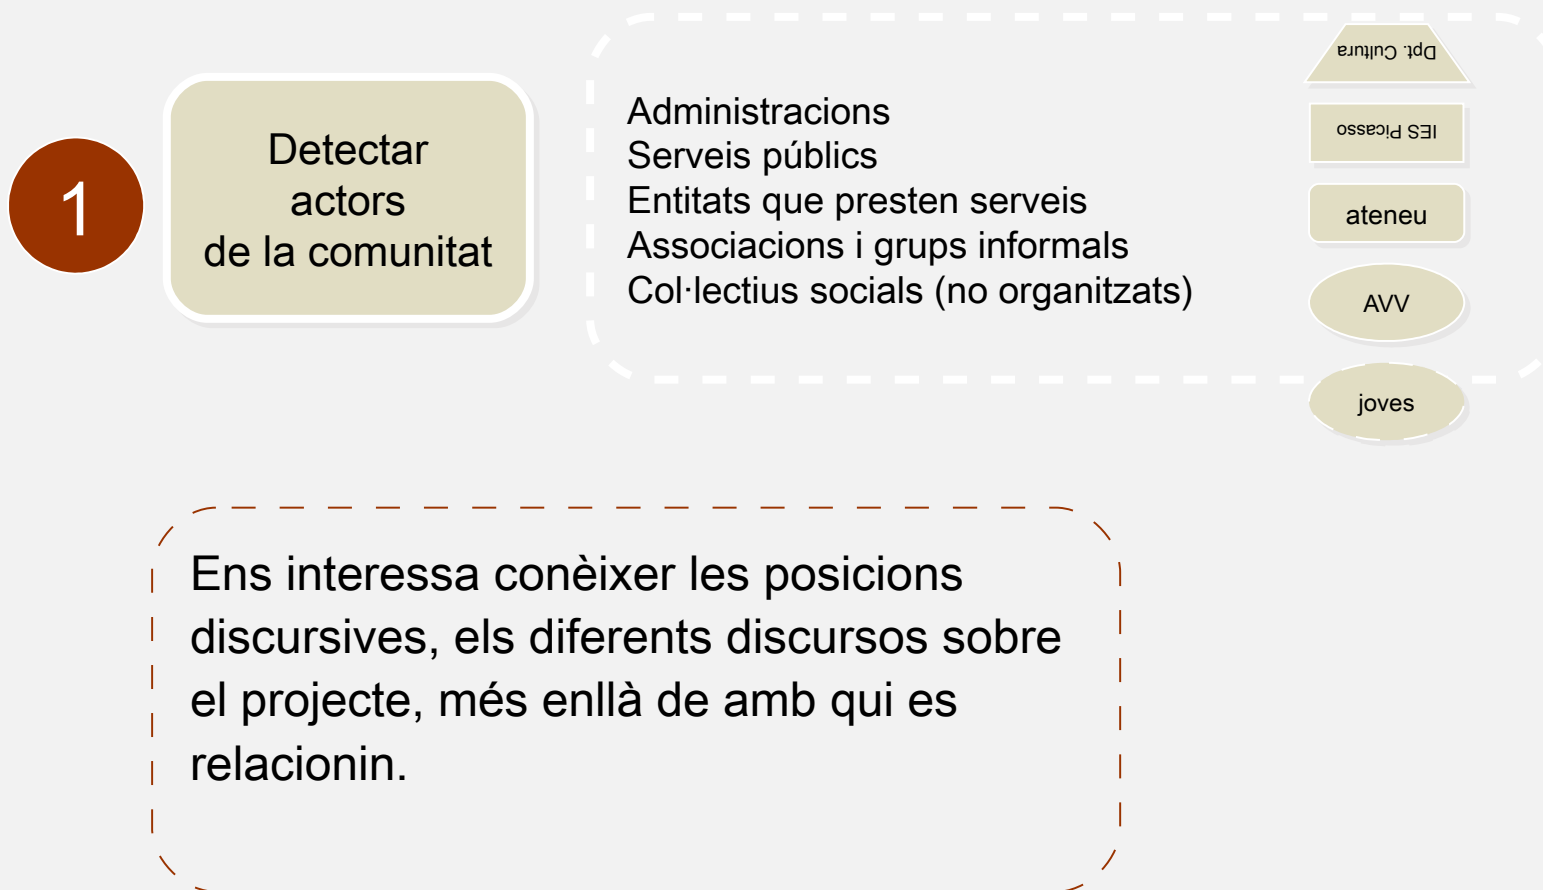 1
Detectar
actors
de la comunitat
Administracions
Serveis públics
Entitats que presten serveis
Associacions i grups informals
Col·lectius socials (no organitzats)
Dpt. Cultura
IES Picasso
ateneu
AVV
joves
Ens interessa conèixer les posicions
discursives, els diferents discursos sobre
el projecte, més enllà de amb qui es
relacionin.